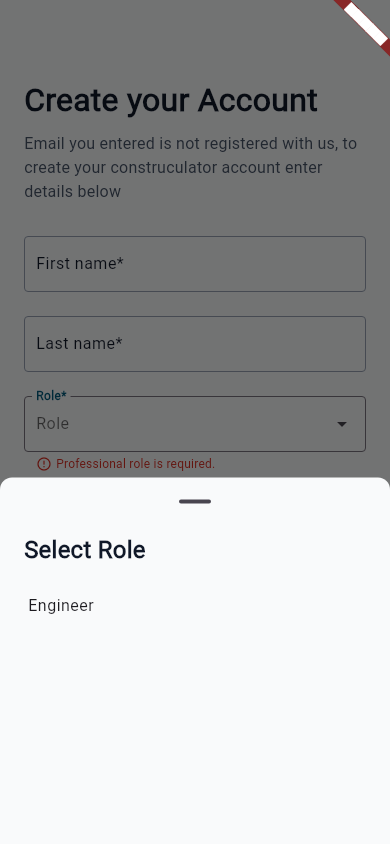 Create your Account
Email you entered is not registered with us, to
create your construculator account enter
details below
First name*
Last name*
Role*
Role
Professional role is required.
Select Role
Engineer